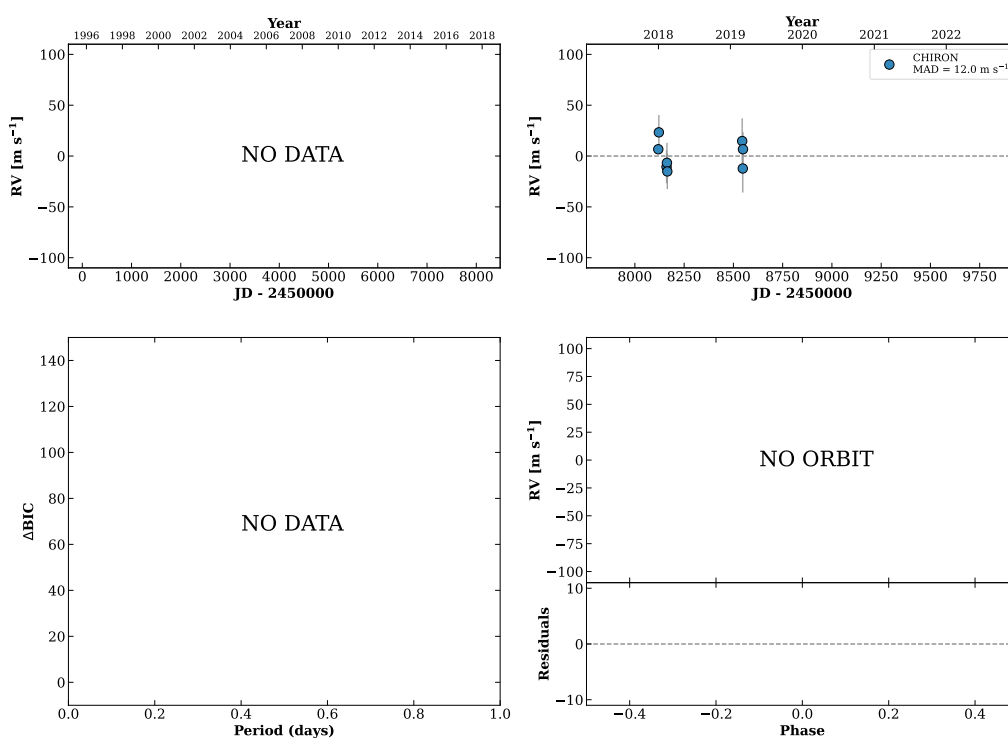 Year
1996 1998 2000 2002 2004 2006 2008 2010 2012 2014 2016 2018
100
50
0
−50
−100
RV [m s⁻¹]
NO DATA
0 1000 2000 3000 4000 5000 6000 7000 8000
JD - 2450000
Year
2018 2019 2020 2021 2022
CHIRON
MAD = 12.0 m s⁻¹
100
50
0
−50
−100
RV [m s⁻¹]
8000 8250 8500 8750 9000 9250 9500 9750
JD - 2450000
140
120
100
80
60
40
20
0
ΔBIC
NO DATA
0.0 0.2 0.4 0.6 0.8 1.0
Period (days)
100
75
50
25
0
−25
−50
−75
−100
RV [m s⁻¹]
NO ORBIT
10
0
−10
Residuals
−0.4 −0.2 0.0 0.2 0.4
Phase